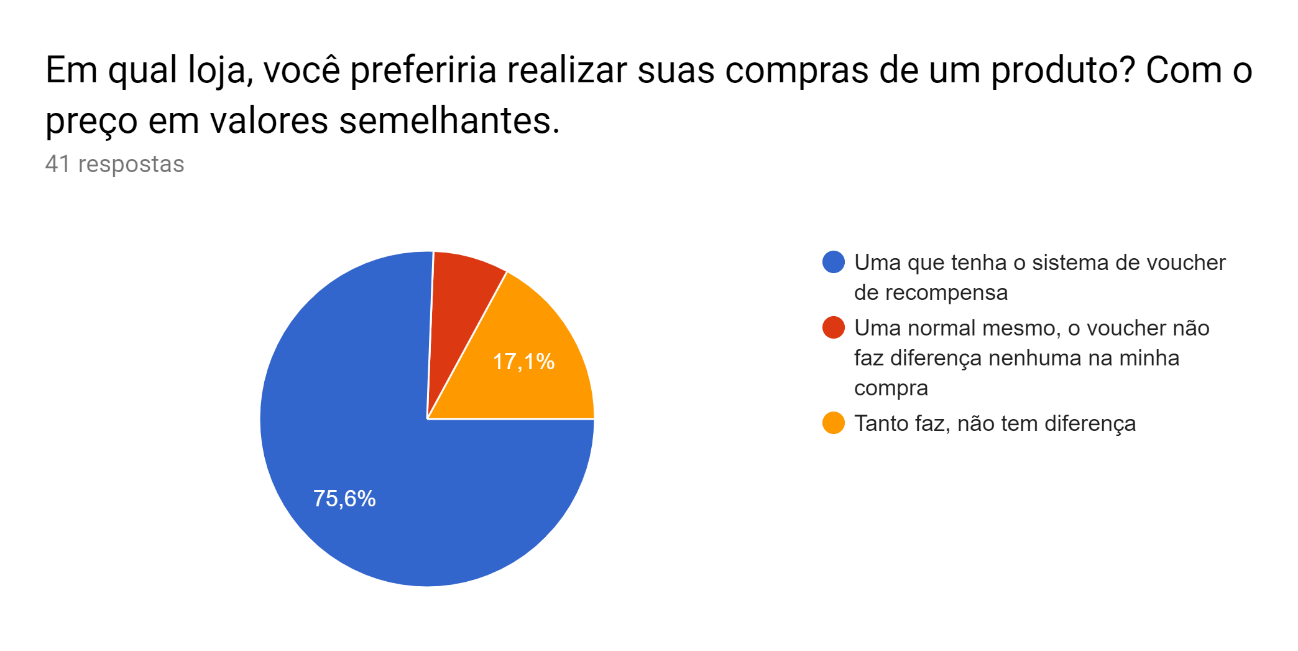 Em qual loja, você preferiria realizar suas compras de um produto? Com o
preço em valores semelhantes.
41 respostas
Uma que tenha o sistema de voucher
de recompensa
Uma normal mesmo, o voucher não
faz diferença nenhuma na minha
compra
Tanto faz, não tem diferença
17,1%
75,6%